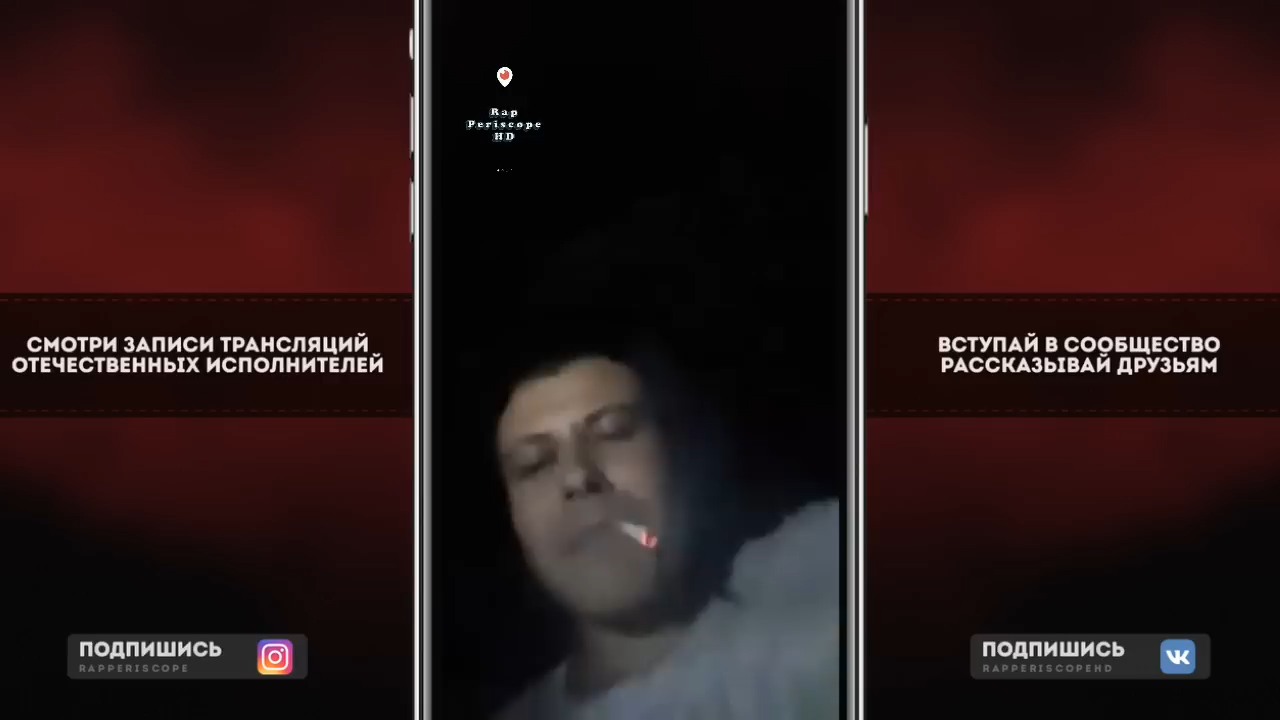 Rap
Periscope
HD
СМОТРИ ЗАПИСИ ТРАНСЛЯЦИЙ
ОТЕЧЕСТВЕННЫХ ИСПОЛНИТЕЛЕЙ
ВСТУПАЙ В СООБЩЕСТВО
РАССКАЗЫВАЙ ДРУЗЬЯМ
ПОДПИШИСЬ
RAPPERISCOPE
ПОДПИШИСЬ
RAPPERISCOPEHD